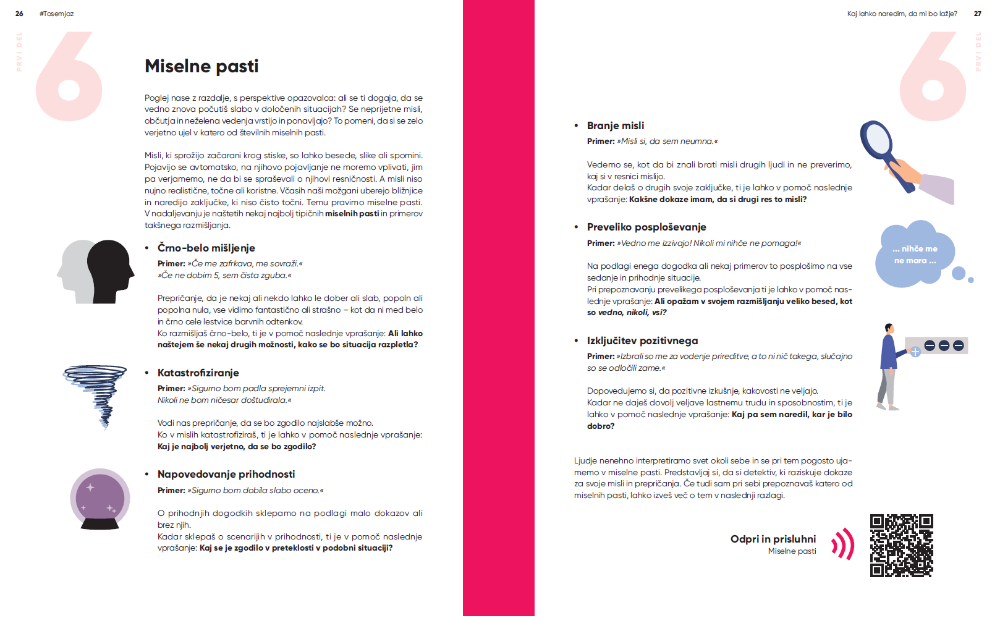 26 #Tosemjaz
PRVI DEL
6
Miselne pasti
Poglej nase z razdalje, s perspektive opazovalca: ali se ti dogaja, da se
vedno znova počutiš slabo v določenih situacijah? Se neprijetne misli,
občutja in neželena vedenja vrstijo in ponavljajo? To pomeni, da si se zelo
verjetno ujel v katero od številnih miselnih pasti.
Misli, ki sprožijo začarani krog stiske, so lahko besede, slike ali spomini.
Pojavijo se avtomatsko, na njihovo pojavljanje ne moremo vplivati, jim
pa verjamemo, ne da bi se spraševali o njihovi resničnosti. A misli niso
nujno realistične, točne ali koristne. Včasih naši možgani uberejo bližnjice
in naredijo zaključke, ki niso čisto točni. Temu pravimo miselne pasti.
V nadaljevanju je naštetih nekaj najbolj tipičnih miselnih pasti in primerov
takšnega razmišljanja.
• Črno-belo mišljenje
Primer: »Če me zafrkava, me sovraži.«
»Če ne dobim 5, sem čista zguba.«
Prepričanje, da je nekaj ali nekdo lahko le dober ali slab, popoln ali
popolna nula, vse vidimo fantastično ali strašno – kot da ni med belo
in črno cele lestvice barvnih odtenkov.
Ko razmišljaš črno-belo, ti je v pomoč naslednje vprašanje: Ali lahko
naštejem še nekaj drugih možnosti, kako se bo situacija razpletla?
• Katastrofiziranje
Primer: »Sigurno bom padla sprejemni izpit.
Nikoli ne bom ničesar doštudirala.«
Vodi nas prepričanje, da se bo zgodilo najslabše možno.
Ko v mislih katastrofiziraš, ti je lahko v pomoč naslednje vprašanje:
Kaj je najbolj verjetno, da se bo zgodilo?
• Napovedovanje prihodnosti
Primer: »Sigurno bom dobila slabo oceno.«
O prihodnjih dogodkih sklepamo na podlagi malo dokazov ali
brez njih.
Kadar sklepaš o scenarijih v prihodnosti, ti je v pomoč naslednje
vprašanje: Kaj se je zgodilo v preteklosti v podobni situaciji?
Kaj lahko naredim, da mi bo lažje? 27
PRVI DEL
6
• Branje misli
Primer: »Misli si, da sem neumna.«
Vedemo se, kot da bi znali brati misli drugih ljudi in ne preverimo,
kaj si v resnici mislijo.
Kadar delaš o drugih svoje zaključke, ti je lahko v pomoč naslednje
vprašanje: Kakšne dokaze imam, da si drugi res to misli?
• Preveliko posploševanje
Primer: »Vedno me izzivajo! Nikoli mi nihče ne pomaga!«
Na podlagi enega dogodka ali nekaj primerov to posplošimo na vse
sedanje in prihodnje situacije.
Pri prepoznavanju prevelikega posploševanja ti je lahko v pomoč nas-
lednje vprašanje: Ali opažam v svojem razmišljanju veliko besed, kot
so vedno, nikoli, vsi?
... nihče me
ne mara ...
• Izključitev pozitivnega
Primer: »Izbrali so me za vodenje prireditve, a to ni nič takega, slučajno
so se odločili zame.«
Dopovedujemo si, da pozitivne izkušnje, kakovosti ne veljajo.
Kadar ne daješ dovolj veljave lastnemu trudu in sposobnostim, ti je
lahko v pomoč naslednje vprašanje: Kaj pa sem naredil, kar je bilo
dobro?
Ljudje nenehno interpretiramo svet okoli sebe in se pri tem pogosto uja-
memo v miselne pasti. Predstavljaj si, da si detektiv, ki raziskuje dokaze
za svoje misli in prepričanja. Če tudi sam pri sebi prepoznavaš katero od
miselnih pasti, lahko izveš več o tem v naslednji razlagi.
Odpri in prisluhni
Miselne pasti